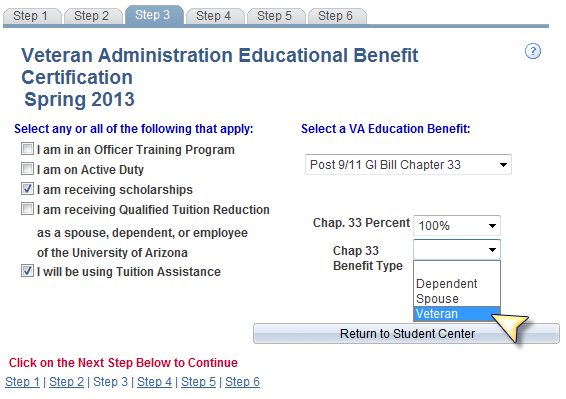 Step 1 Step 2 Step 3 Step 4 Step 5 Step 6
Veteran Administration Educational Benefit
Certification
Spring 2013
?
Select any or all of the following that apply:
I am in an Officer Training Program
I am on Active Duty
I am receiving scholarships
I am receiving Qualified Tuition Reduction
as a spouse, dependent, or employee
of the University of Arizona
I will be using Tuition Assistance
Select a VA Education Benefit:
Post 9/11 GI Bill Chapter 33
Chap. 33 Percent 100%
Chap 33
Benefit Type
Dependent
Spouse
Veteran
Return to Student Center
Click on the Next Step Below to Continue
Step 1 | Step 2 | Step 3 | Step 4 | Step 5 | Step 6